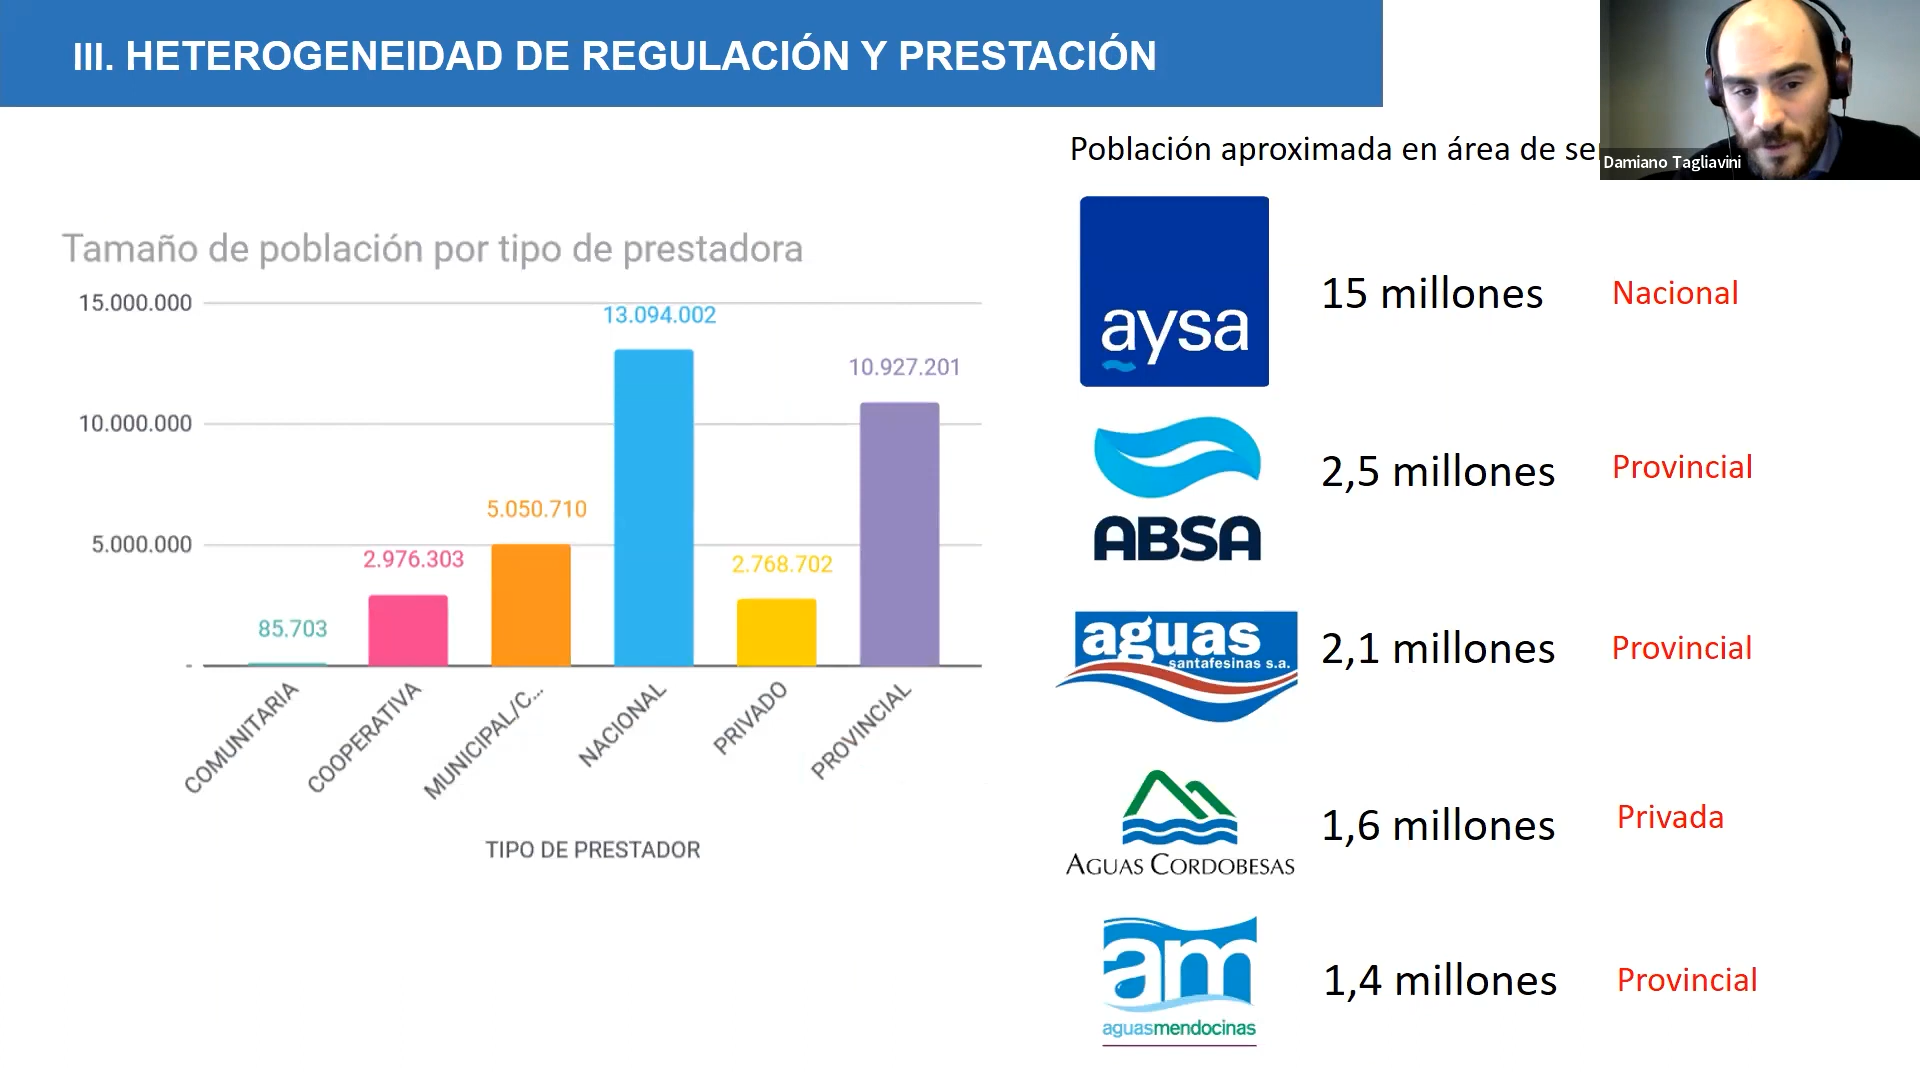 III. HETEROGENEIDAD DE REGULACIÓN Y PRESTACIÓN
Población aproximada en área de
Damiano Tagliavini
Tamaño de población por tipo de prestadora
15.000.000
10.000.000
5.000.000
-
85.703
2.976.303
5.050.710
13.094.002
2.768.702
10.927.201
COMUNITARIA
COOPERATIVA
MUNICIPAL/C...
NACIONAL
PRIVADO
PROVINCIAL
TIPO DE PRESTADOR
aysa
15 millones
Nacional
ABSA
2,5 millones
Provincial
aguas
santafesinas s.a.
2,1 millones
Provincial
AGUAS CORDOBESAS
1,6 millones
Privada
am
aguasmendocinas
1,4 millones
Provincial